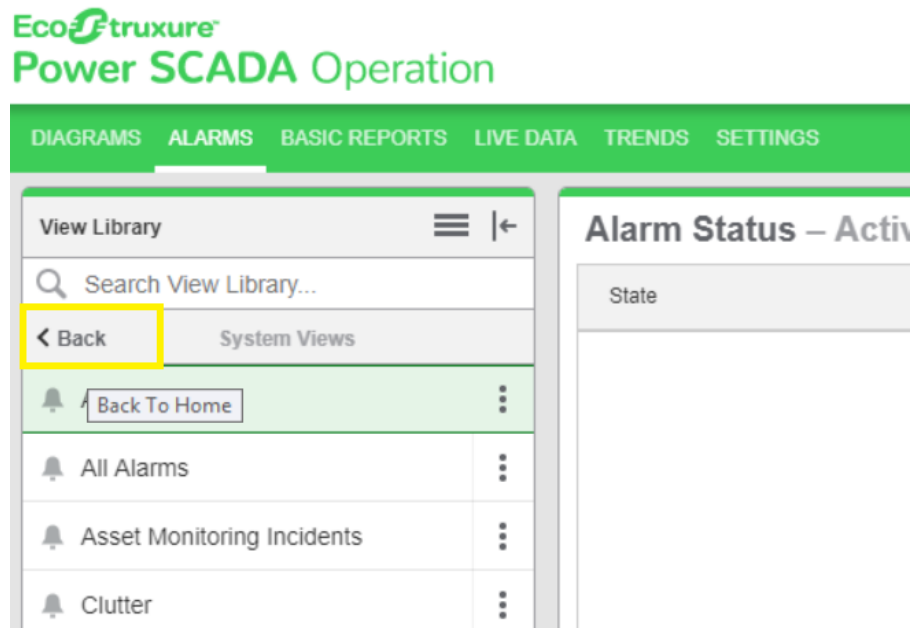 EcoStruxure
Power SCADA Operation
DIAGRAMS ALARMS BASIC REPORTS LIVE DATA TRENDS SETTINGS
View Library
Search View Library...
Back
System Views
Back To Home
All Alarms
Asset Monitoring Incidents
Clutter
Alarm Status – Activ
State